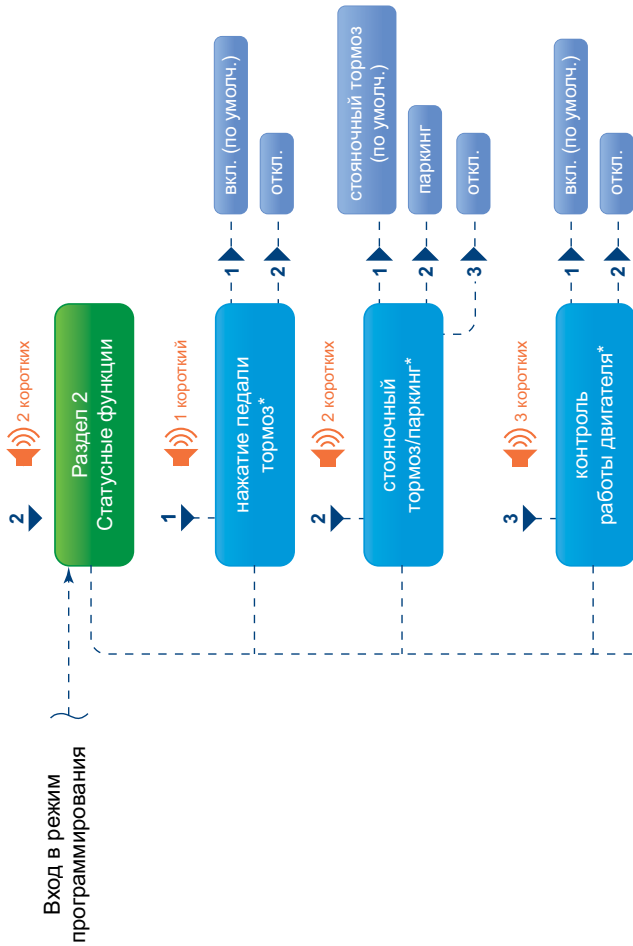 Вход в режим
программирования
2
2 коротких
Раздел 2
Статусные функции
1
1 короткий
нажатие педали
тормоз*
1
вкл. (по умолч.)
2
откл.
2
2 коротких
стояночный
тормоз/паркинг*
1
стояночный тормоз
(по умолч.)
2
паркинг
3
откл.
3
3 коротких
контроль
работы двигателя*
1
вкл. (по умолч.)
2
откл.